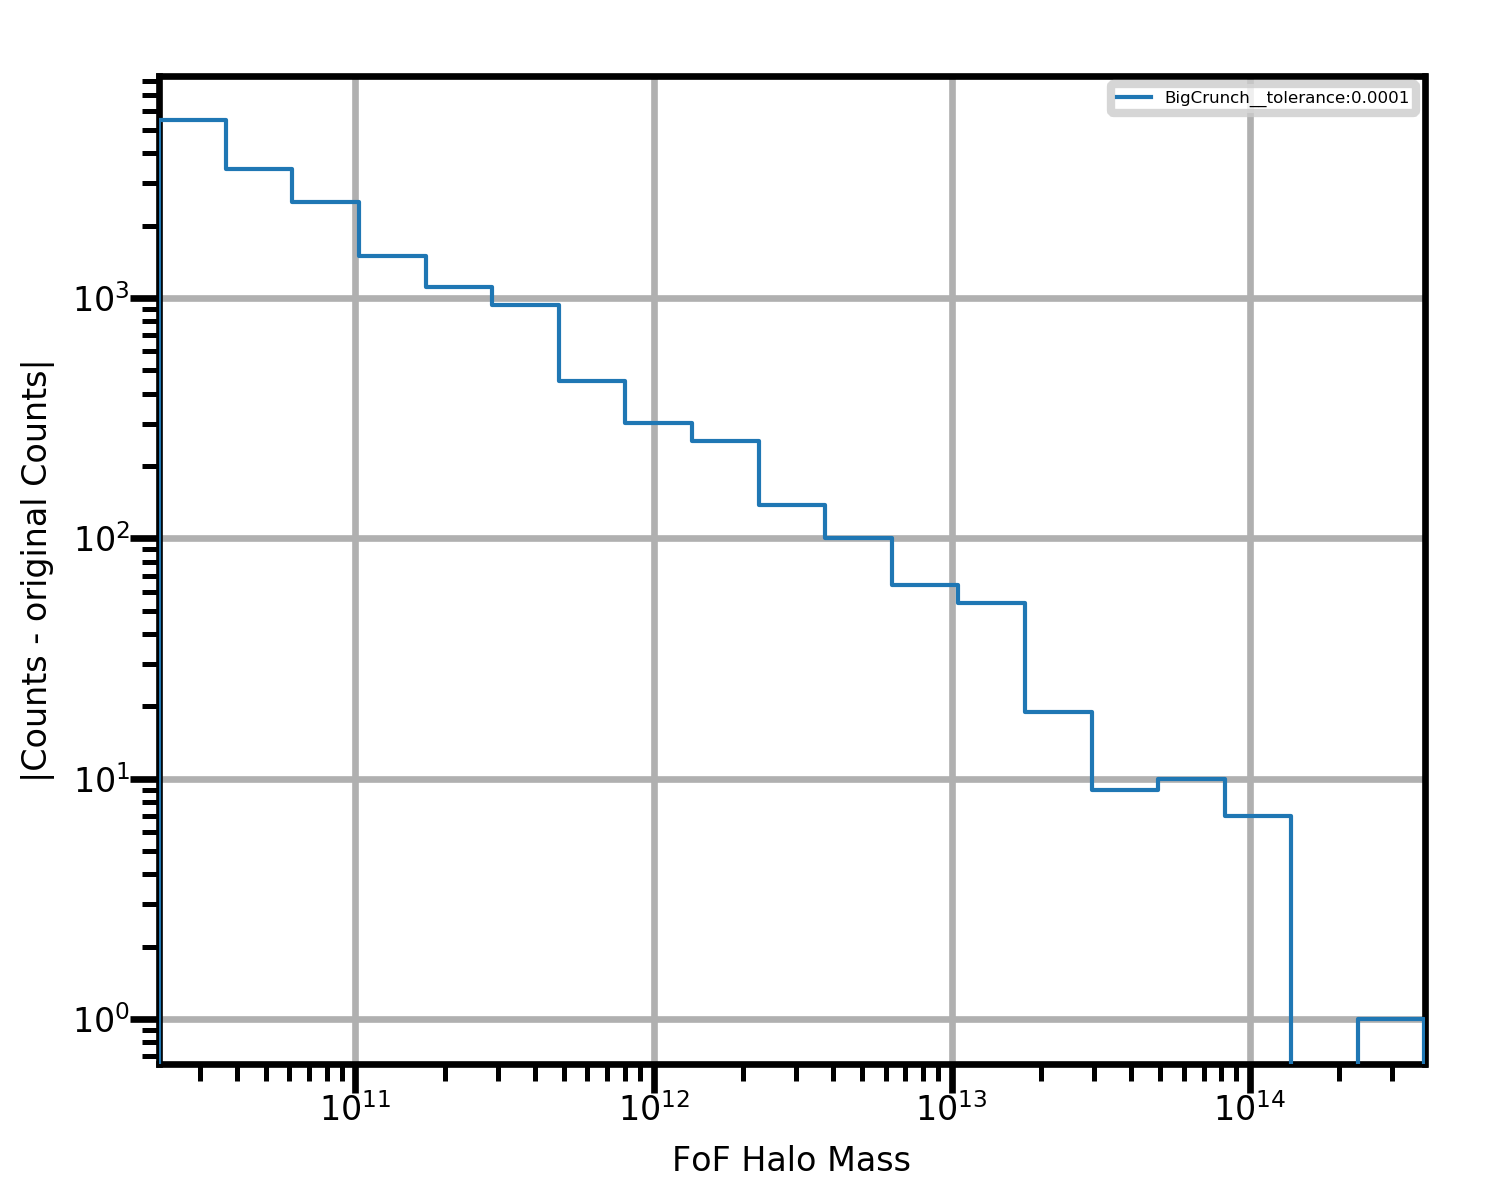 BigCrunch__tolerance:0.0001
|Counts - original Counts|
10³
10²
10¹
10⁰
10¹¹ 10¹² 10¹³ 10¹⁴
FoF Halo Mass